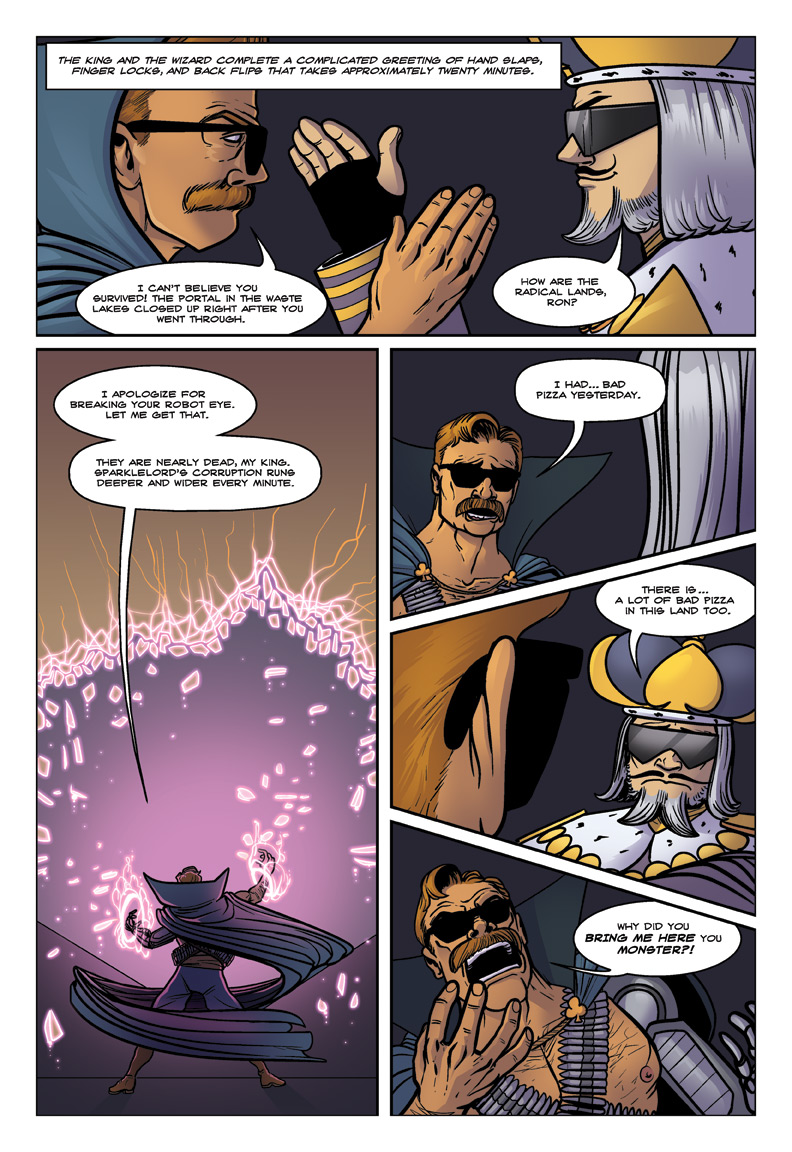 THE KING AND THE WIZARD COMPLETE A COMPLICATED GREETING OF HAND SLAPS,
FINGER LOCKS, AND BACK FLIPS THAT TAKES APPROXIMATELY TWENTY MINUTES.
I CAN'T BELIEVE YOU
SURVIVED! THE PORTAL IN THE WASTE
LAKES CLOSED UP RIGHT AFTER YOU
WENT THROUGH.
HOW ARE THE
RADICAL LANDS,
RON?
I APOLOGIZE FOR
BREAKING YOUR ROBOT EYE.
LET ME GET THAT.
THEY ARE NEARLY DEAD, MY KING.
SPARKLELORD'S CORRUPTION RUNS
DEEPER AND WIDER EVERY MINUTE.
I HAD... BAD
PIZZA YESTERDAY.
THERE IS...
A LOT OF BAD PIZZA
IN THIS LAND TOO.
WHY DID YOU
BRING ME HERE YOU
MONSTER?!